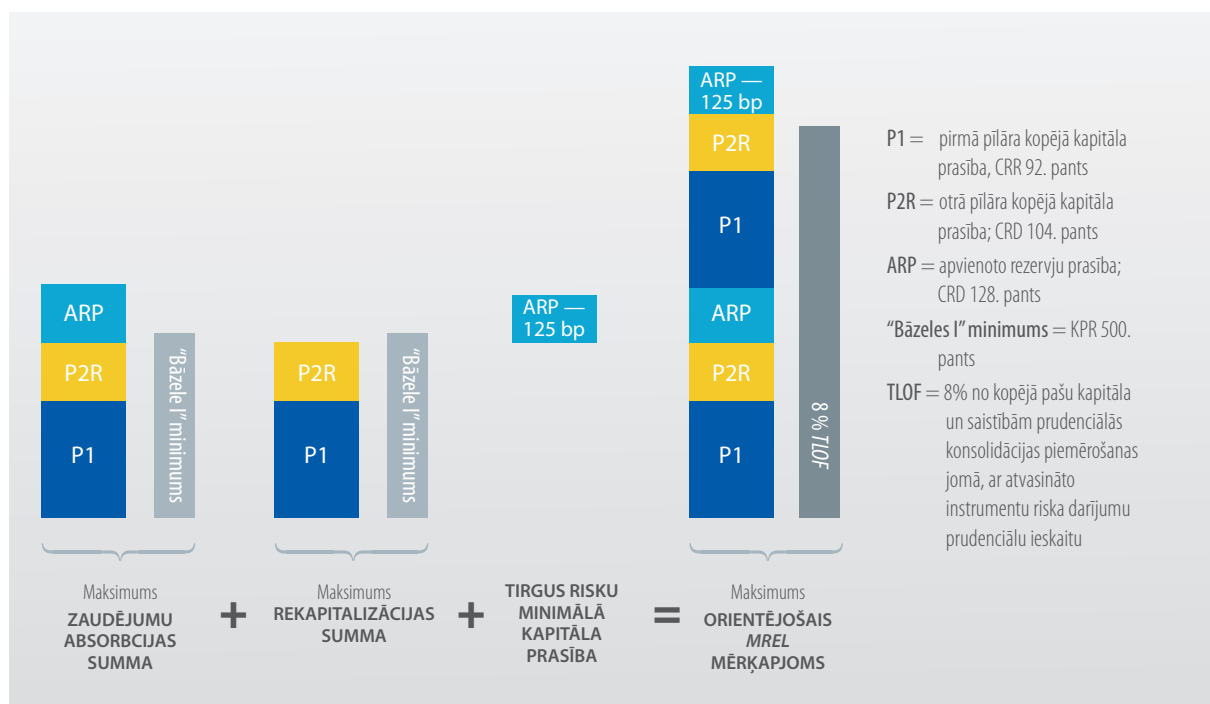 ARP
P2R
P1
"Bāzele I" minimums
P2R
P1
"Bāzele I" minimums
ARP —
125 bp
ARP —
125 bp
P2R
P1
ARP
P2R
P1
8 % TLOF
P1 = pirmā pīlāra kopējā kapitāla
prasība, CRR 92. pants
P2R = otrā pīlāra kopējā kapitāla
prasība; CRD 104. pants
ARP = apvienoto rezervju prasība;
CRD 128. pants
“Bāzeles I” minimums = KPR 500.
pants
TLOF = 8% no kopējā pašu kapitāla
un saistībām prudenciālās
konsolidācijas piemērošanas
jomā, ar atvasināto
instrumentu riska darījumu
prudenciālu ieskaitu
Maksimums
ZAUDĒJUMU
ABSORBCIJAS
SUMMA
+
Maksimums
REKAPITALIZĀCIJAS
SUMMA
+
TIRGUS RISKU
MINIMĀLĀ
KAPITĀLA
PRASĪBA
=
Maksimums
ORIENTĒJOŠAIS
MREL
MĒRĶAPJOMS